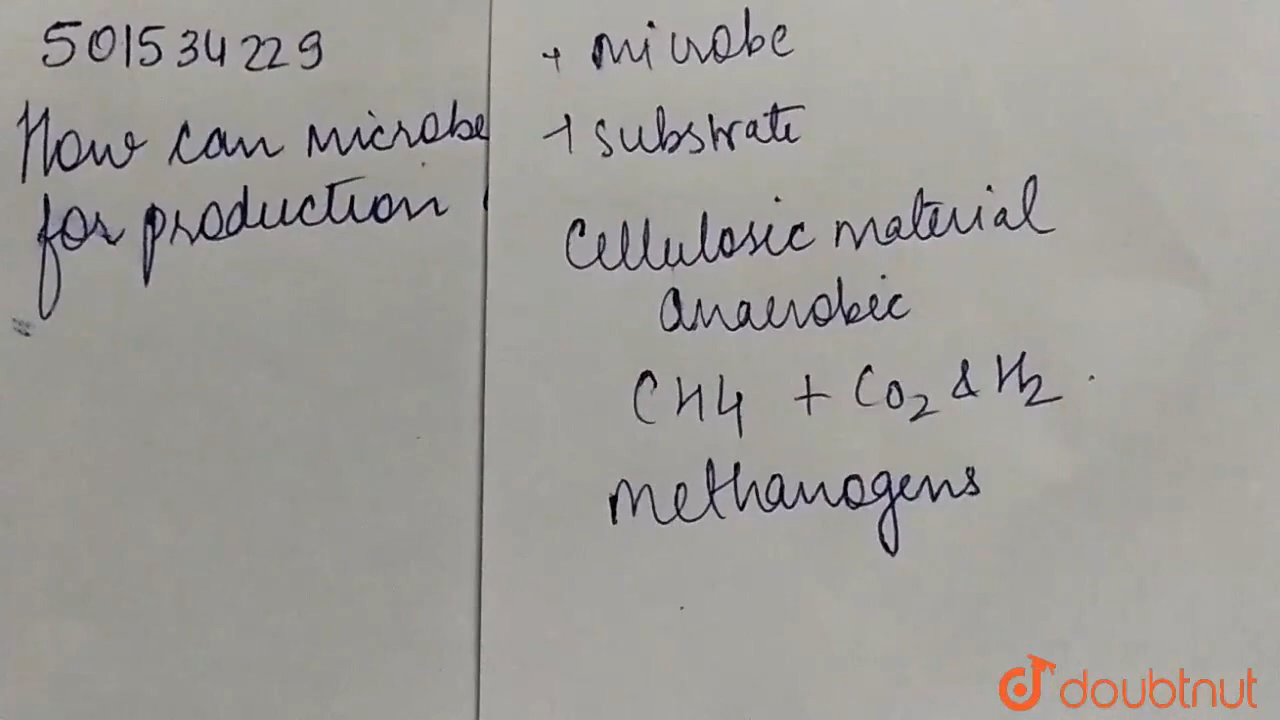 501534229
How can microbe
for production
+ microbe
+ substrate
Cellulosic material
anaerobic
CH4 + CO2 & H2
methanogens
doubtnut